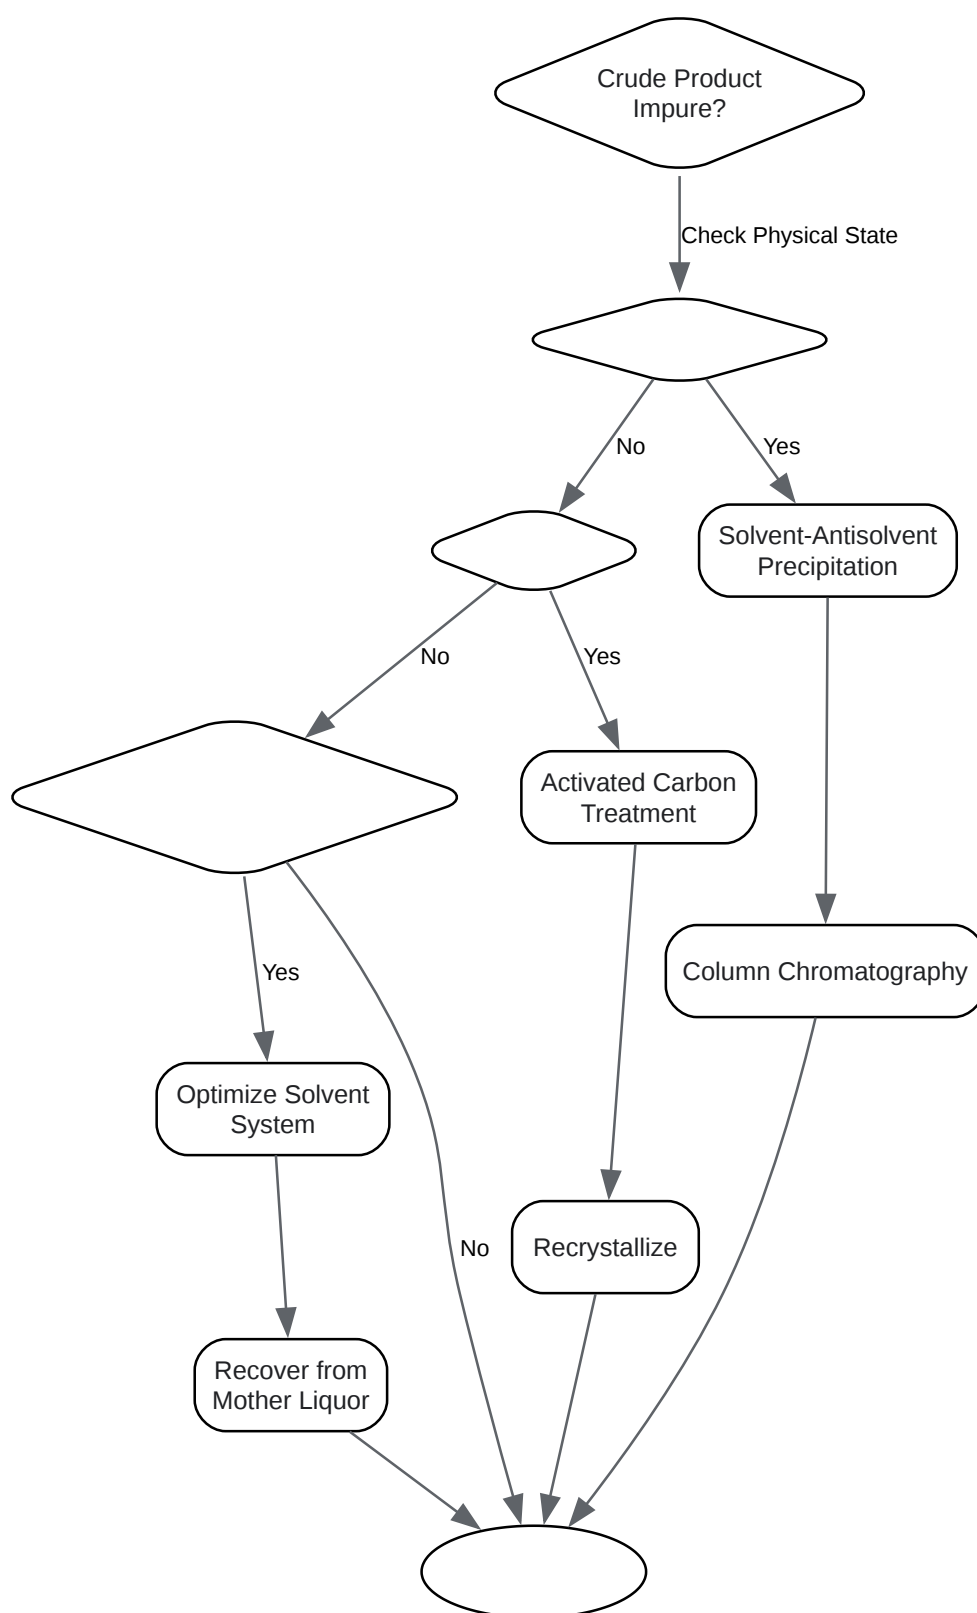 Crude Product
Impure?
Check Physical State
No
Yes
Solvent-Antisolvent
Precipitation
No
Yes
Activated Carbon
Treatment
Column Chromatography
Yes
Optimize Solvent
System
No
Recrystallize
Recover from
Mother Liquor